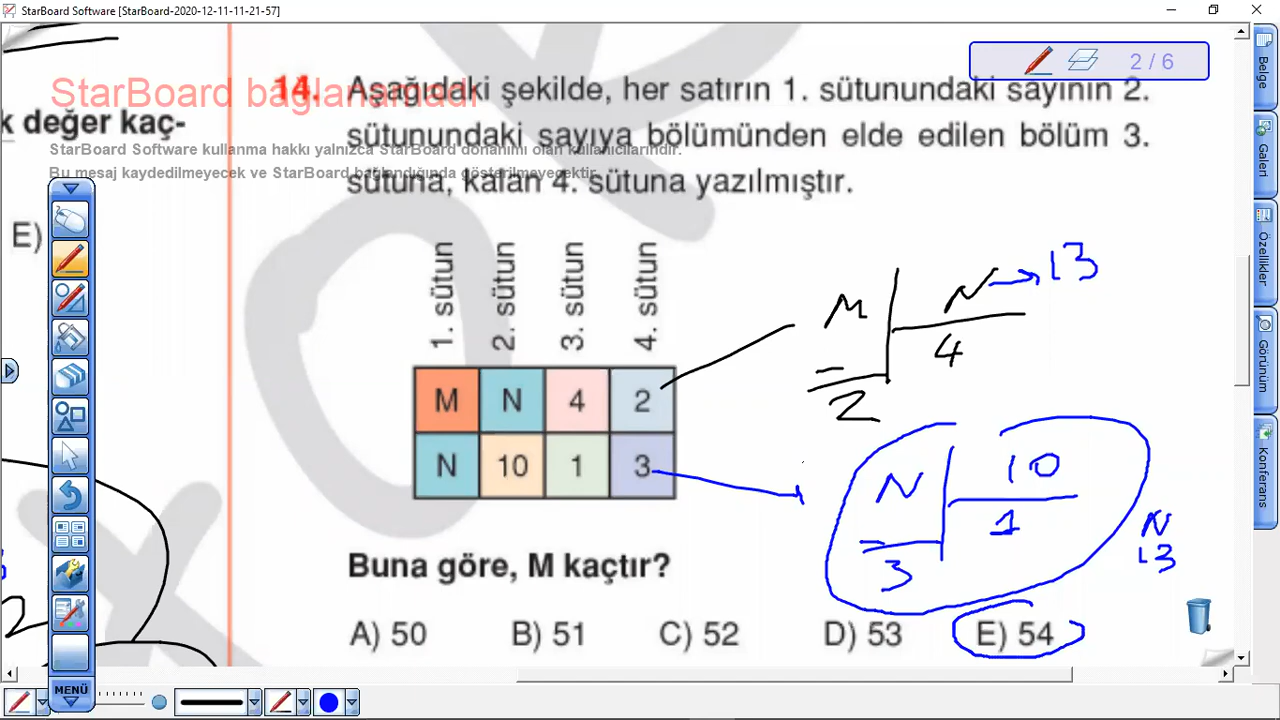 StarBoard Software [StarBoard-2020-12-11-11-21-57]
2 / 6
StarBoard bağlanamadı
14. Aşağıdaki şekilde, her satırın 1. sütunundaki sayının 2.
k değer kaç-
sütunundaki sayıya bölümünden elde edilen bölüm 3.
StarBoard Software kullanma hakkı yalnızca StarBoard donanımı olan kullanıcılarındır.
Bu mesaj kaydedilmeyecek ve StarBoard bağlandığında gösterilmeyecektir.
sütuna, kalan 4. sütuna yazılmıştır.
E)
1. sütun 2. sütun 3. sütun 4. sütun
M N 4 2
N 10 1 3
M N 13
4
2
N 10
1
3
N
13
2
Buna göre, M kaçtır?
A) 50 B) 51 C) 52 D) 53 E) 54
MENÜ
Belge
Galeri
Özellikler
Görünüm
Konferans